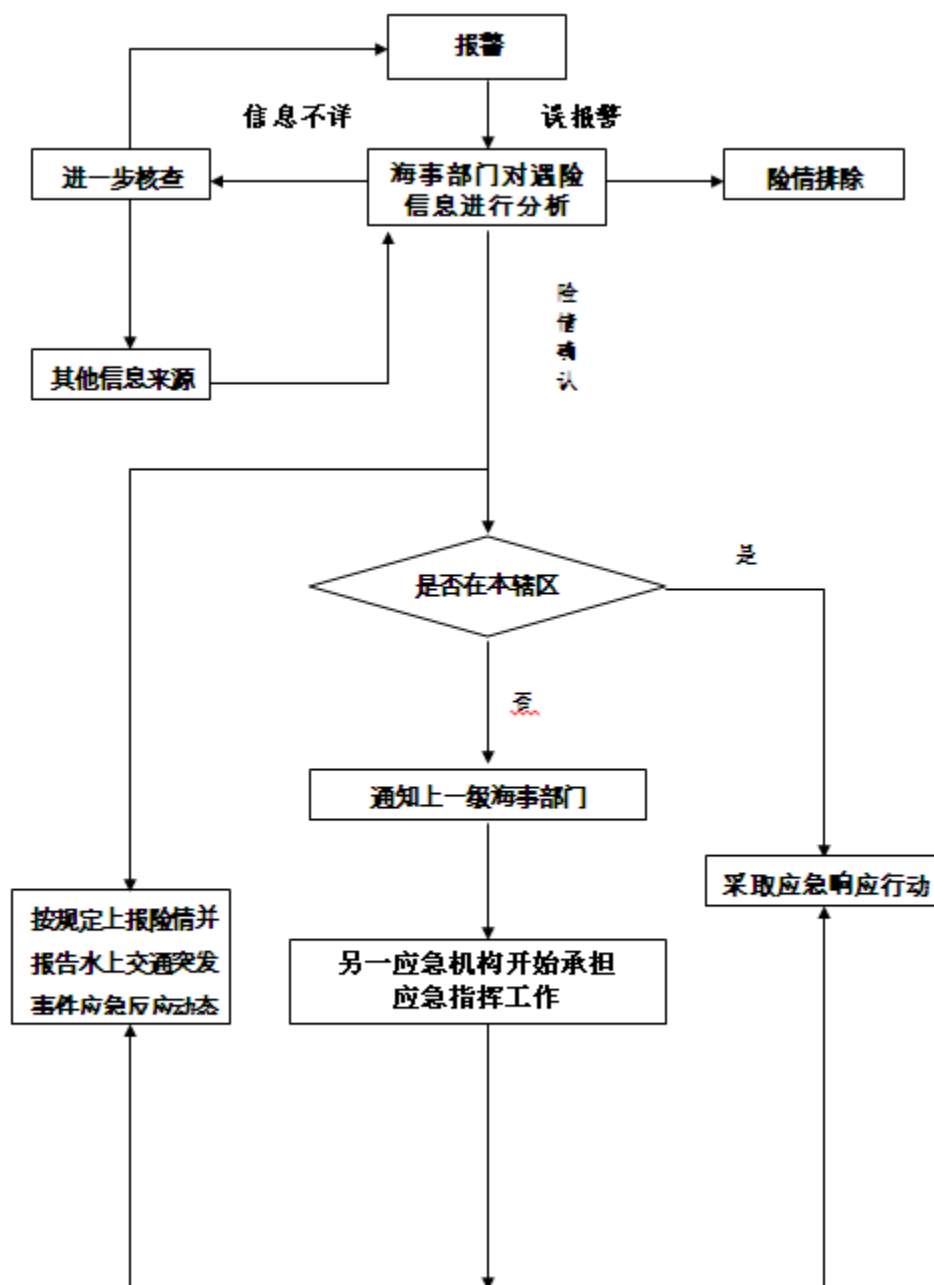 报警
信息不详
误报警
进一步核查
海事部门对遇险
信息进行分析
险情排除
险
情
确
认
其他信息来源
是否在本辖区
是
否
通知上一级海事部门
采取应急响应行动
按规定上报险情并
报告水上交通突发
事件应急反应动态
另一应急机构开始承担
应急指挥工作